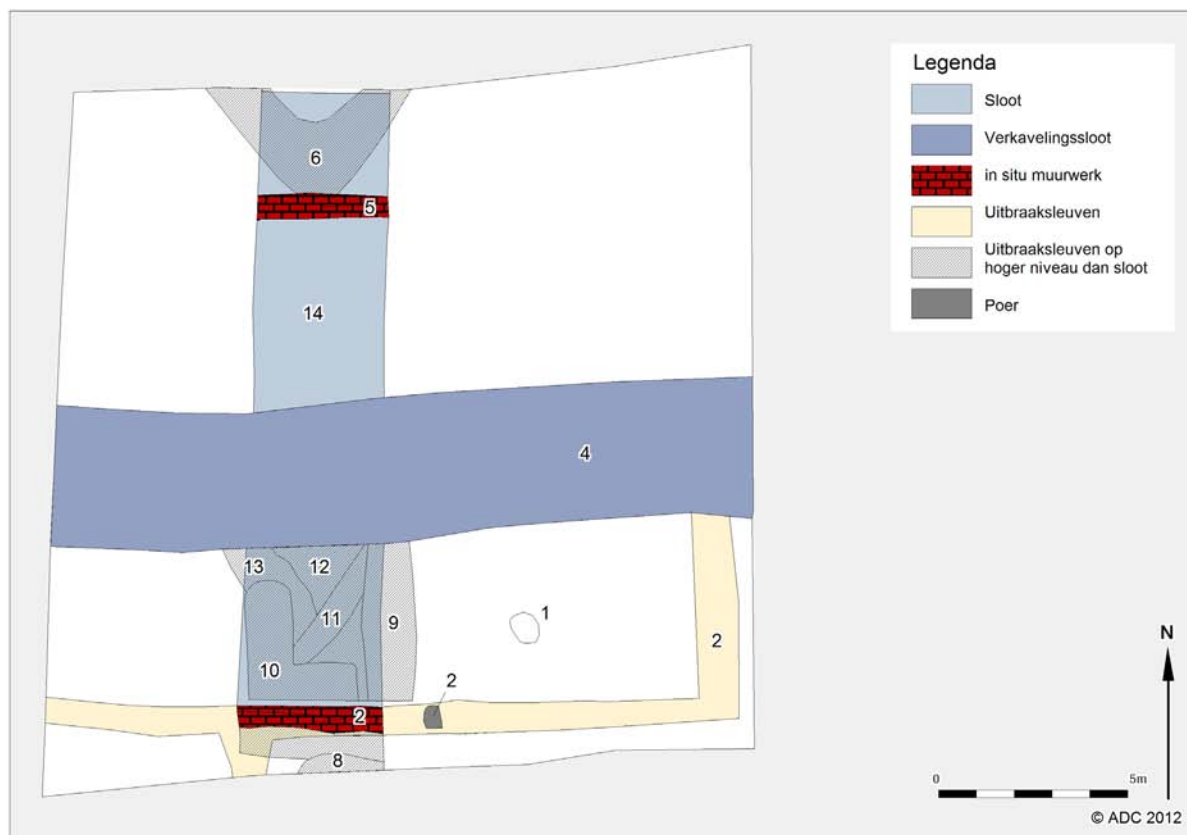 Legenda
Sloot
Verkavelingssloot
in situ muurwerk
Uitbraaksleuven
Uitbraaksleuven op
hoger niveau dan sloot
Poer
6
5
14
4
13
12
11
10
9
1
2
2
2
8
N
0
5m
© ADC 2012